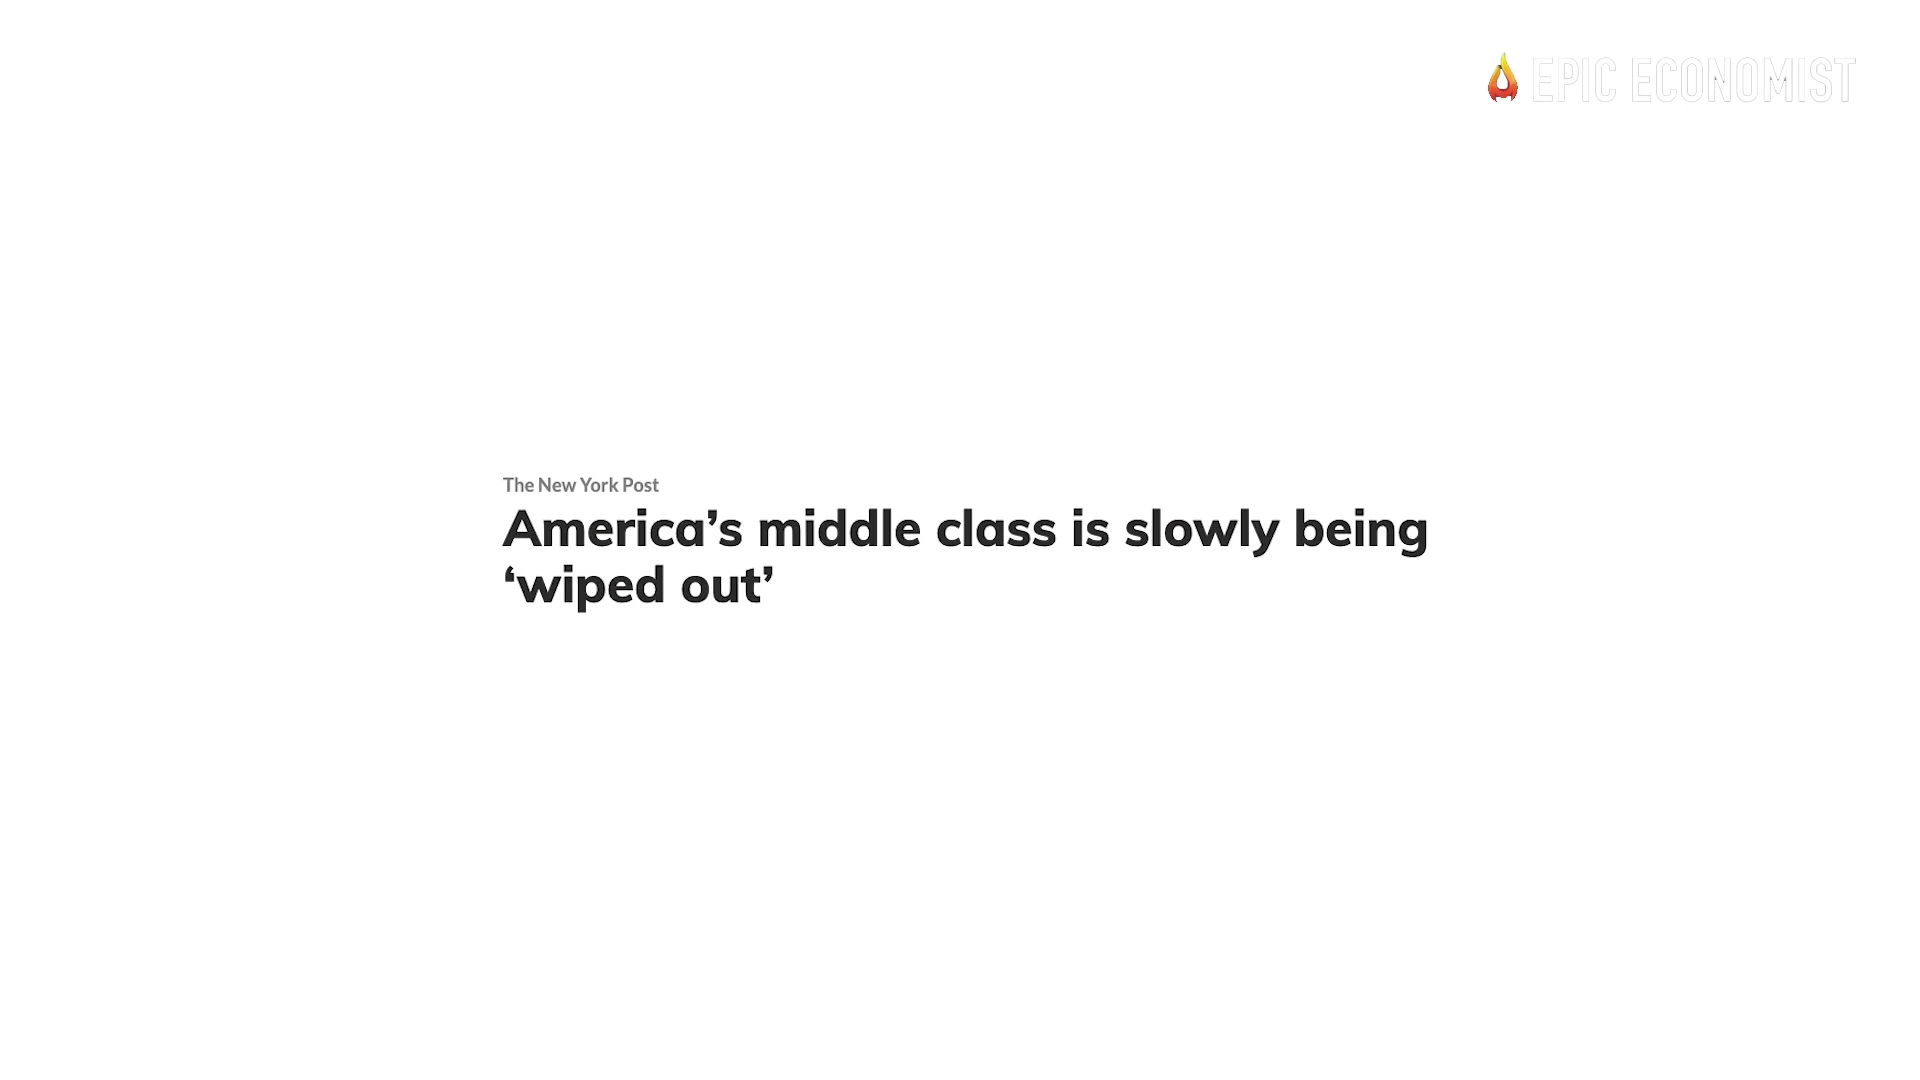 EPIC ECONOMIST
The New York Post
America’s middle class is slowly being
‘wiped out’